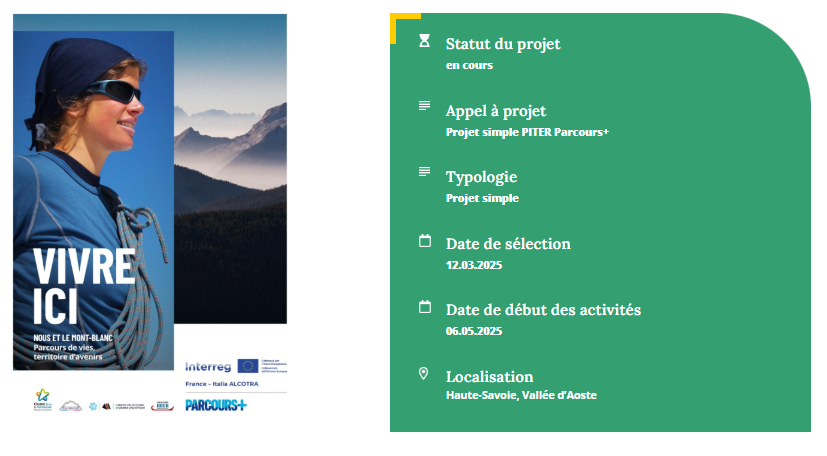 VIVRE
ICI
NOUS ET LE MONT-BLANC
Parcours de vies,
territoire d'avenirs
Interreg
France – Italia ALCOTRA
PARCOURS+
Statut du projet
en cours
Appel à projet
Projet simple PITER Parcours+
Typologie
Projet simple
Date de sélection
12.03.2025
Date de début des activités
06.05.2025
Localisation
Haute-Savoie, Vallée d'Aoste